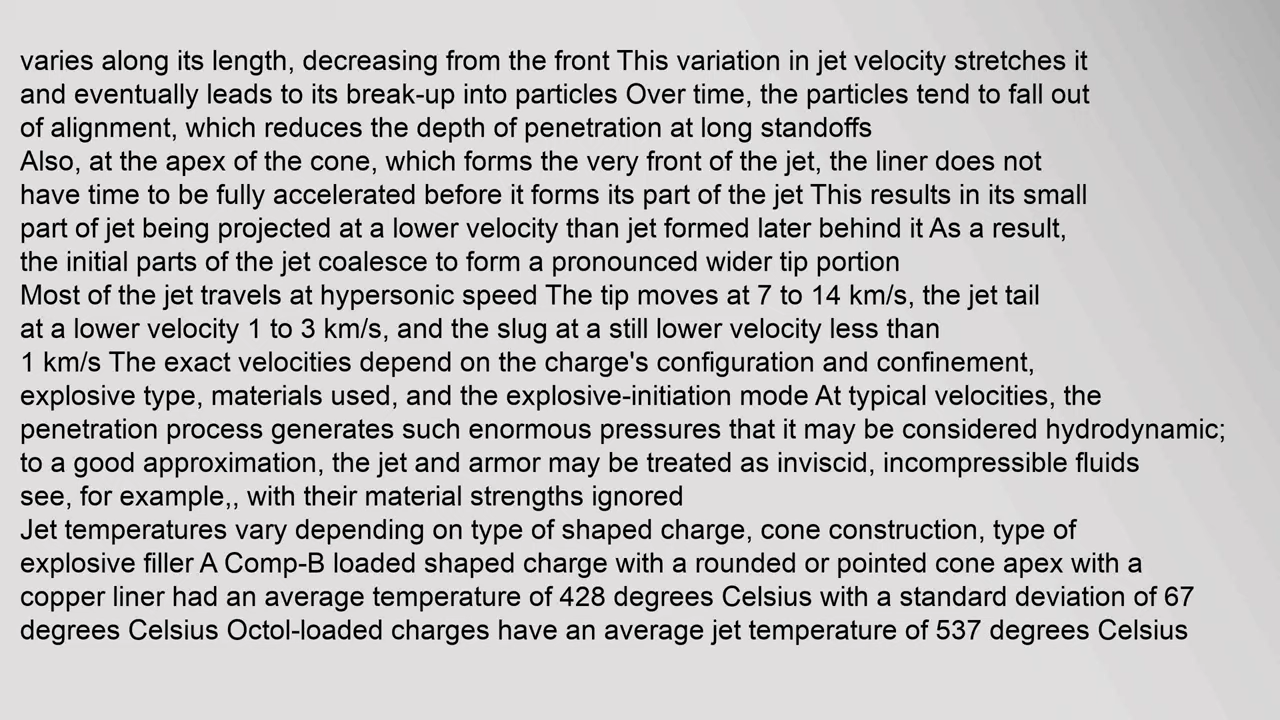 varies along its length, decreasing from the front This variation in jet velocity stretches it
and eventually leads to its break-up into particles Over time, the particles tend to fall out
of alignment, which reduces the depth of penetration at long standoffs
Also, at the apex of the cone, which forms the very front of the jet, the liner does not
have time to be fully accelerated before it forms its part of the jet This results in its small
part of jet being projected at a lower velocity than jet formed later behind it As a result,
the initial parts of the jet coalesce to form a pronounced wider tip portion
Most of the jet travels at hypersonic speed The tip moves at 7 to 14 km/s, the jet tail
at a lower velocity 1 to 3 km/s, and the slug at a still lower velocity less than
1 km/s The exact velocities depend on the charge's configuration and confinement,
explosive type, materials used, and the explosive-initiation mode At typical velocities, the
penetration process generates such enormous pressures that it may be considered hydrodynamic;
to a good approximation, the jet and armor may be treated as inviscid, incompressible fluids
see, for example,, with their material strengths ignored
Jet temperatures vary depending on type of shaped charge, cone construction, type of
explosive filler A Comp-B loaded shaped charge with a rounded or pointed cone apex with a
copper liner had an average temperature of 428 degrees Celsius with a standard deviation of 67
degrees Celsius Octol-loaded charges have an average jet temperature of 537 degrees Celsius